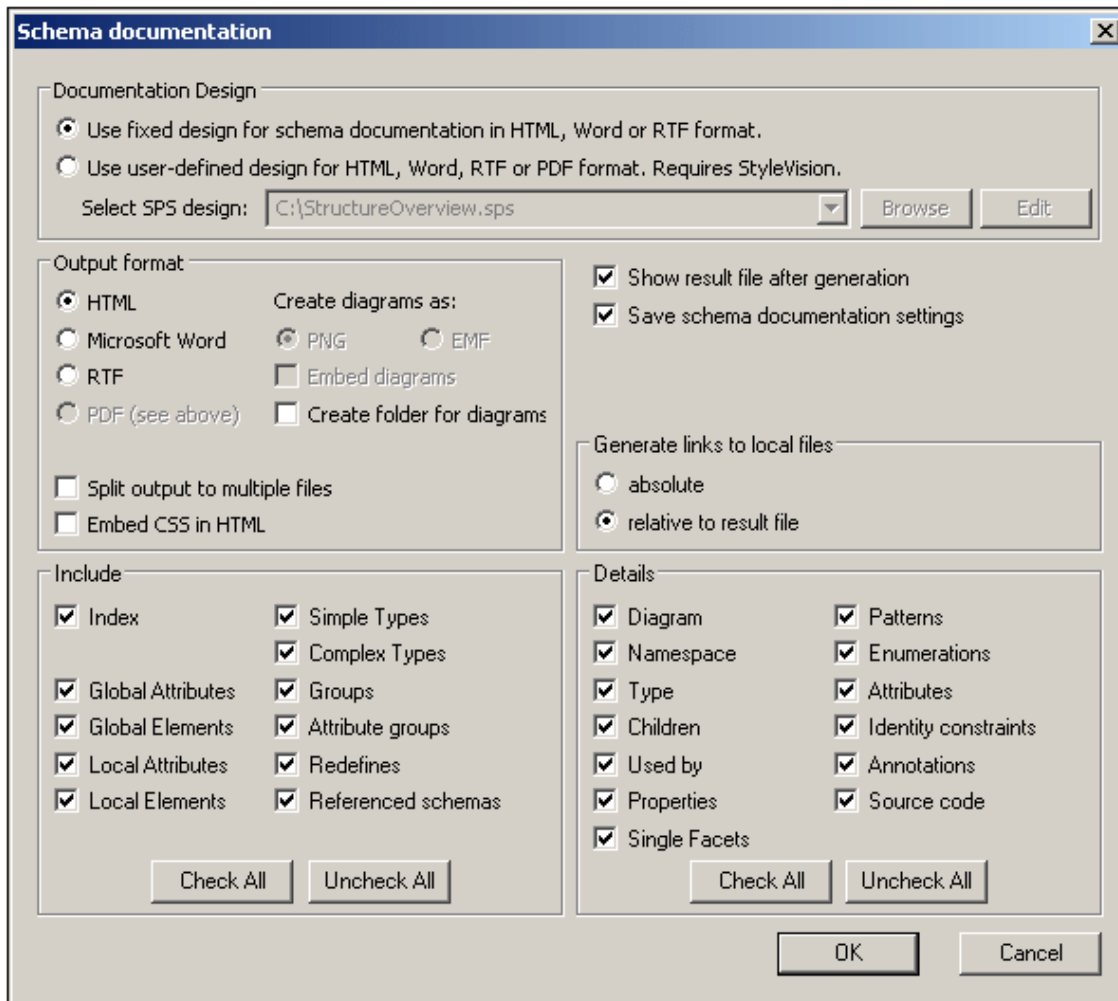 Schema documentation
Documentation Design
Use fixed design for schema documentation in HTML, Word or RTF format.
Use user-defined design for HTML, Word, RTF or PDF format. Requires StyleVision.
Select SPS design: C:\StructureOverview.sps Browse Edit
Output format
HTML Create diagrams as:
Microsoft Word PNG EMF
RTF Embed diagrams
PDF (see above) Create folder for diagrams
Split output to multiple files
Embed CSS in HTML
Show result file after generation
Save schema documentation settings
Generate links to local files
absolute
relative to result file
Include
Index Simple Types
Complex Types
Global Attributes Groups
Global Elements Attribute groups
Local Attributes Redefines
Local Elements Referenced schemas
Check All Uncheck All
Details
Diagram Patterns
Namespace Enumerations
Type Attributes
Children Identity constraints
Used by Annotations
Properties Source code
Single Facets
Check All Uncheck All
OK Cancel